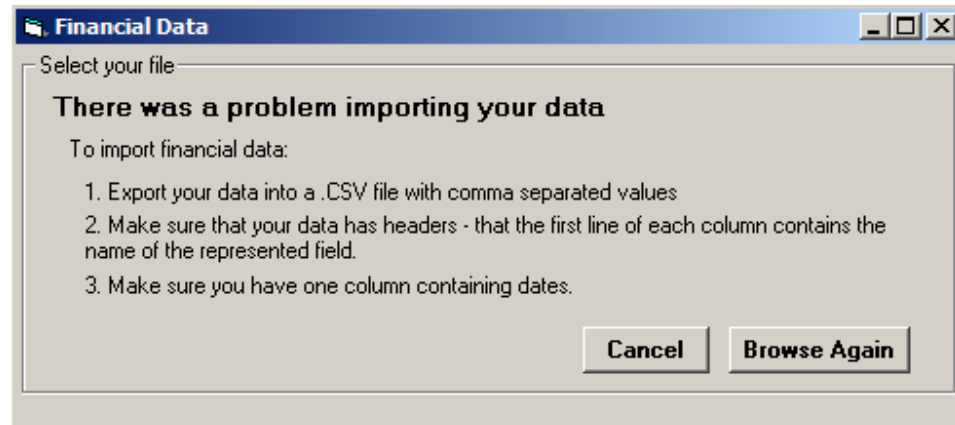 Financial Data
Select your file
There was a problem importing your data
To import financial data:
1. Export your data into a .CSV file with comma separated values
2. Make sure that your data has headers - that the first line of each column contains the
name of the represented field.
3. Make sure you have one column containing dates.
Cancel
Browse Again